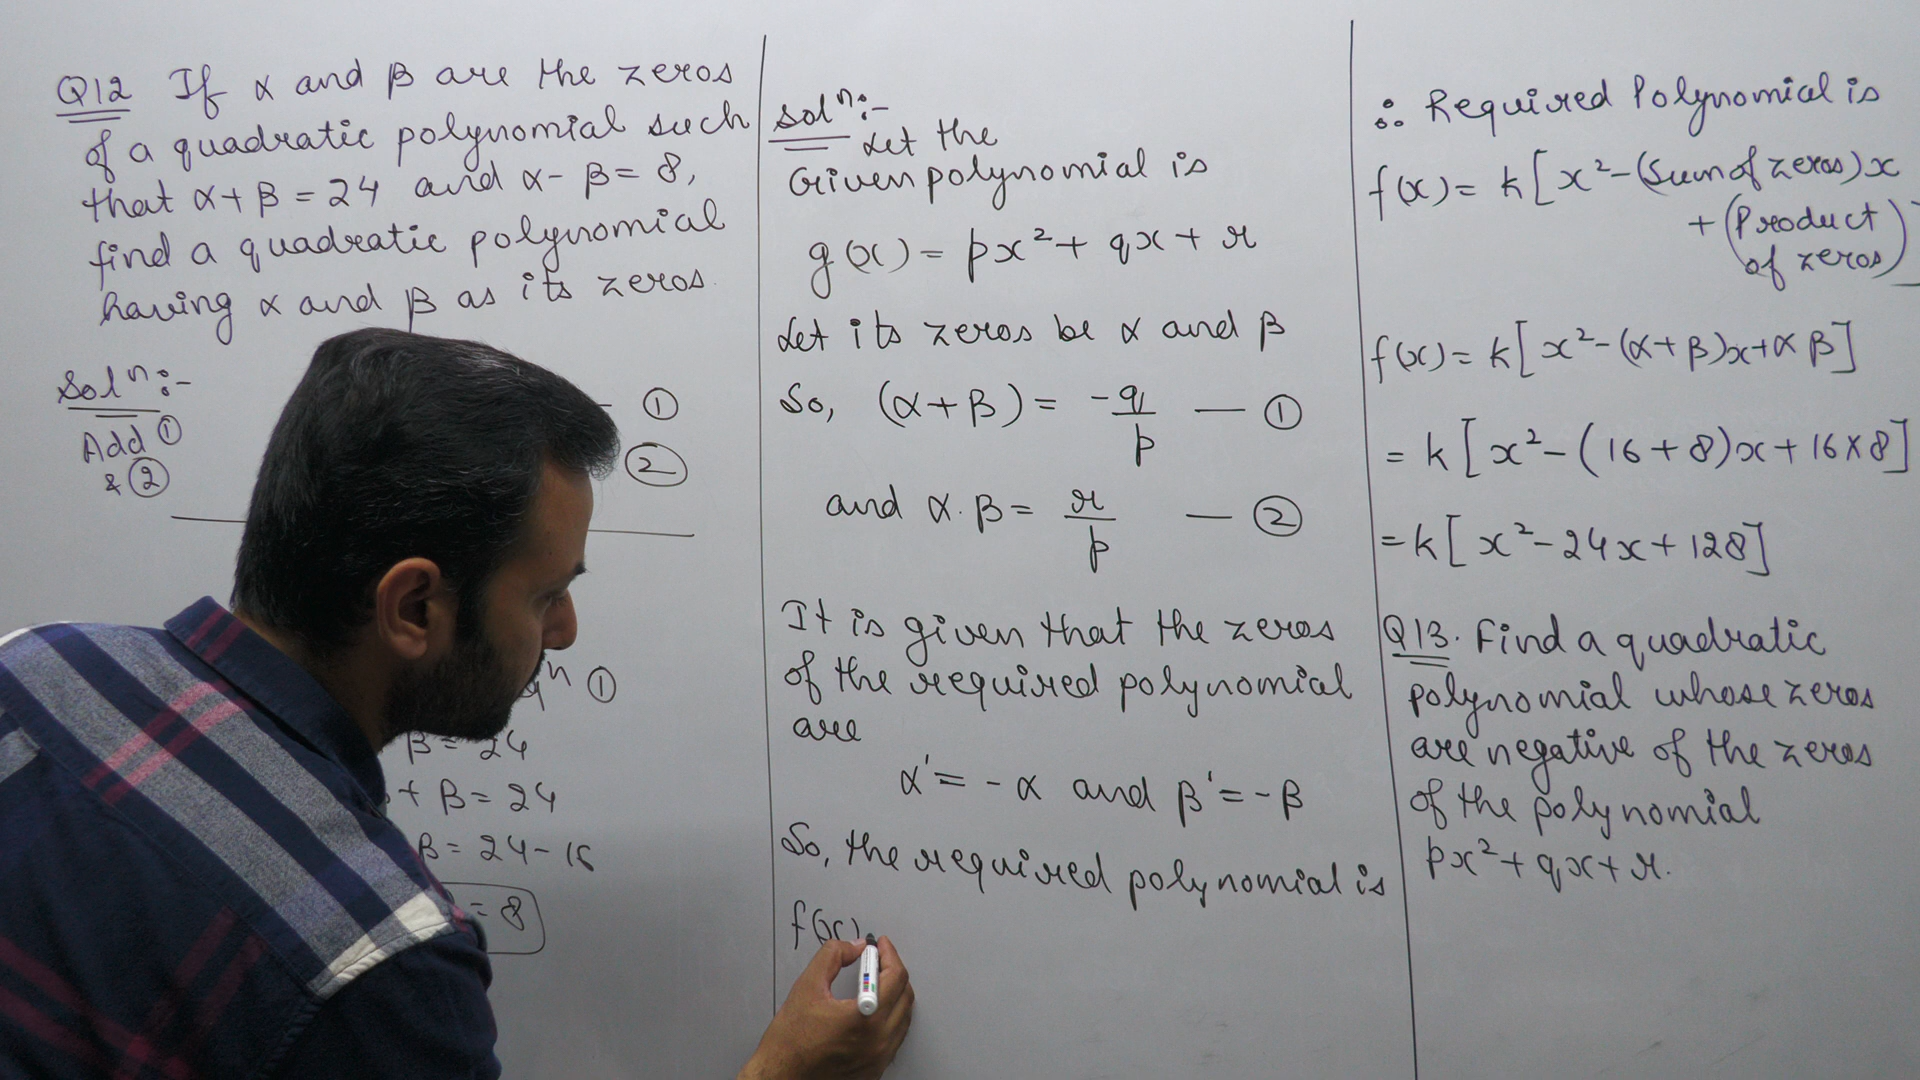 Q12 If α and β are the zeros
of a quadratic polynomial such
that α+β=24 and α-β=8,
find a quadratic polynomial
having α and β as its zeros.
Solⁿ:-
— ①
Add ①
& ②
②
ⁿ ①
β = 24
+ β = 24
β = 24-16
= 8
Solⁿ:-
Let the
Given polynomial is
g(x) = px² + qx + r
Let its zeros be α and β
So, (α+β) = -q/p — ①
and α.β = r/p — ②
It is given that the zeros
of the required polynomial
are
α' = -α and β' = -β
So, the required polynomial is
f(x)
∴ Required Polynomial is
f(x) = k[x²-(Sum of zeros)x
+ (Product
of zeros)]
f(x) = k[x²-(α+β)x+αβ]
= k[x²-(16+8)x+16×8]
= k[x²-24x+128]
Q13. Find a quadratic
polynomial whose zeros
are negative of the zeros
of the polynomial
px²+qx+r.